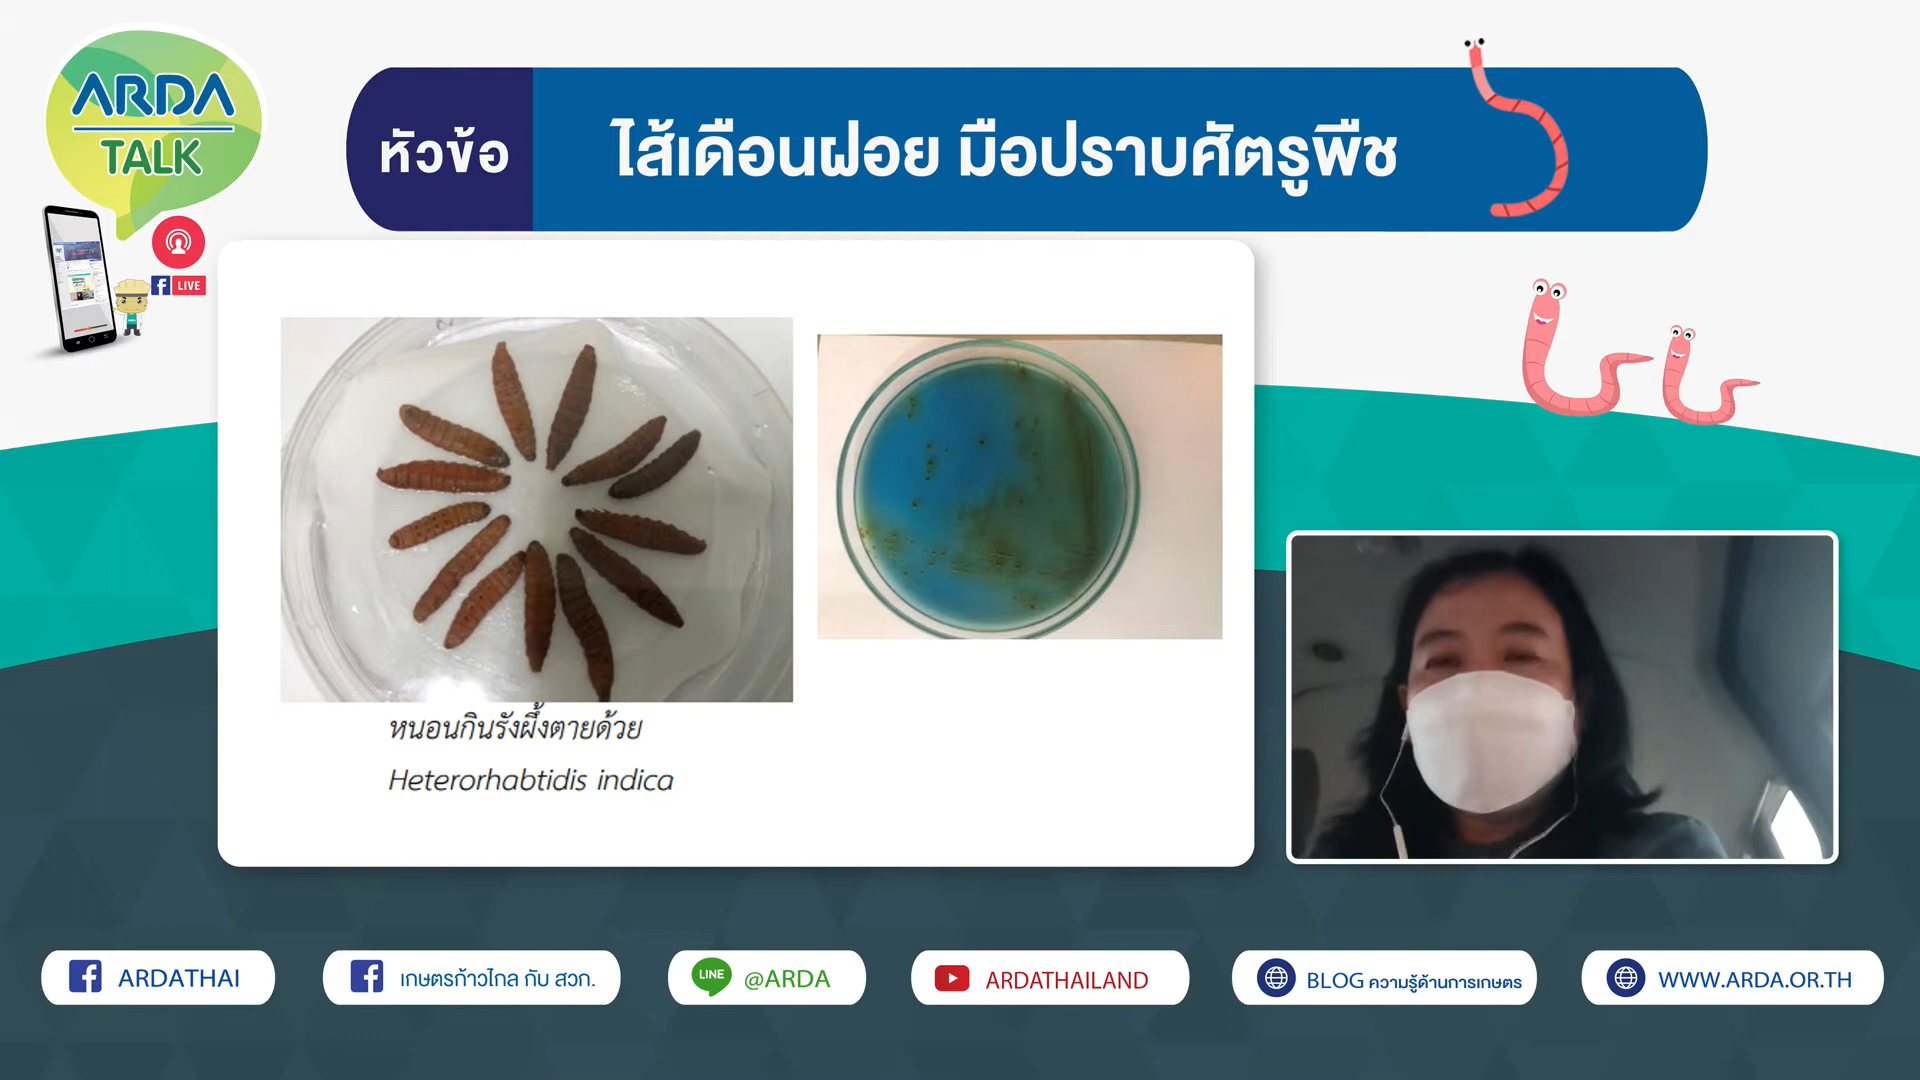 ARDA
TALK
LIVE
หัวข้อ
ไส้เดือนฝอย มือปราบศัตรูพืช
หนอนกินรังผึ้งตายด้วย
Heterorhabtidis indica
ARDATHAI
เกษตรก้าวไกล กับ สวก.
LINE
@ARDA
ARDATHAILAND
BLOG ความรู้ด้านการเกษตร
WWW.ARDA.OR.TH